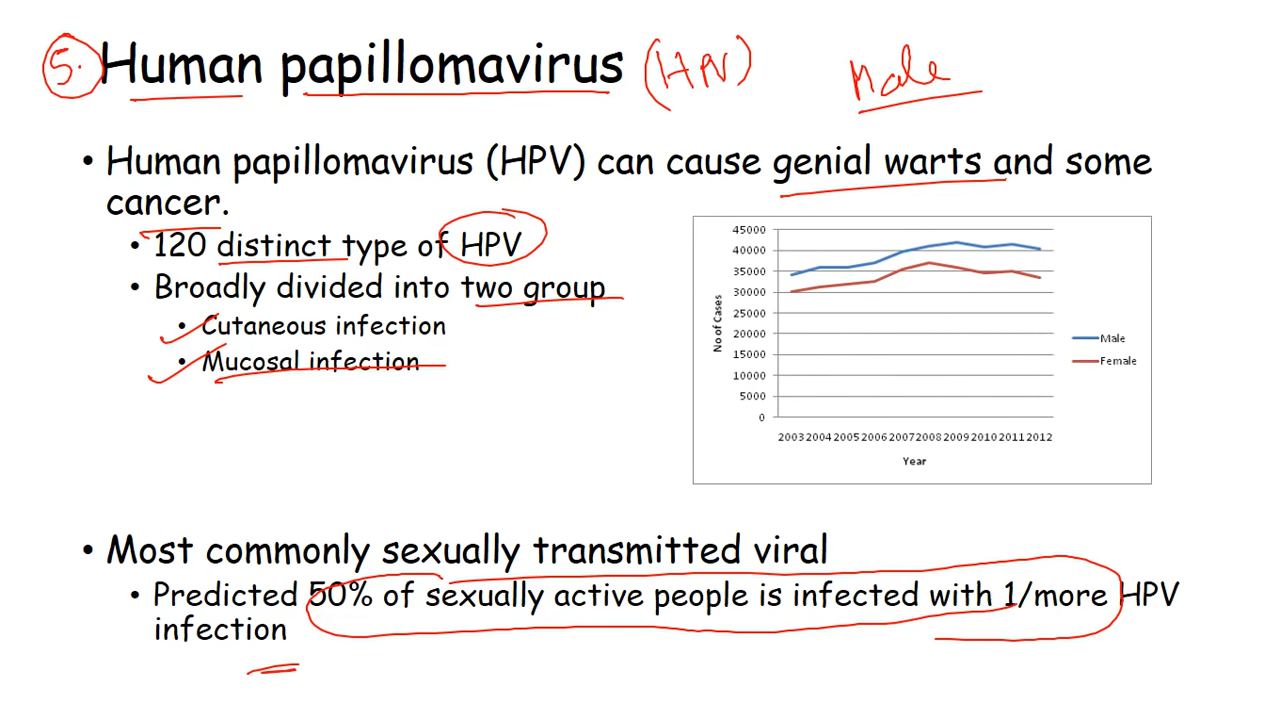 5. Human papillomavirus (HPV) Male
• Human papillomavirus (HPV) can cause genial warts and some
cancer.
• 120 distinct type of HPV
• Broadly divided into two group
• Cutaneous infection
• Mucosal infection
45000
40000
35000
30000
25000
20000
15000
10000
5000
0
No of Cases
2003 2004 2005 2006 2007 2008 2009 2010 2011 2012
Year
Male
Female
• Most commonly sexually transmitted viral
• Predicted 50% of sexually active people is infected with 1/more HPV
infection